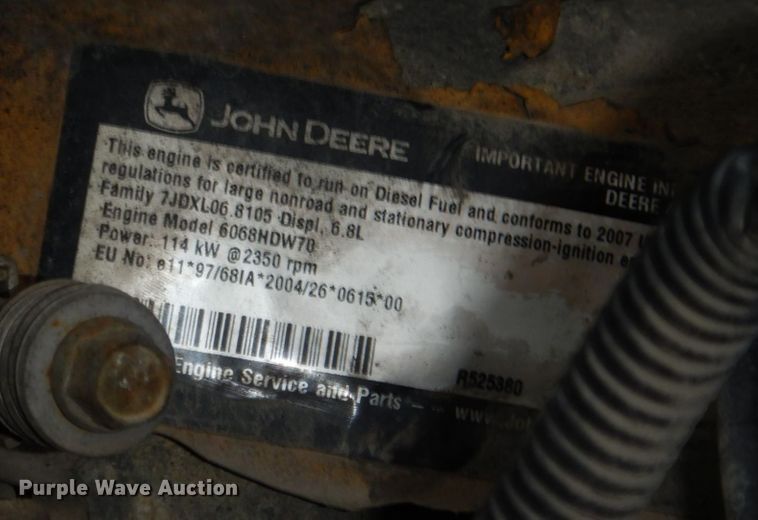 JOHN DEERE
IMPORTANT ENGINE
DEERE
This engine is certified to run on Diesel Fuel and conforms to 2007
regulations for large nonroad and stationary compression-ignition
Family 7JDXL06.8105 Displ. 6.8L
Engine Model 6068HDW70
Power: 114 kW @2350 rpm
EU No: e11*97/68IA*2004/26*0615*00
R525380
Engine Service and Parts - - www.
Purple Wave Auction